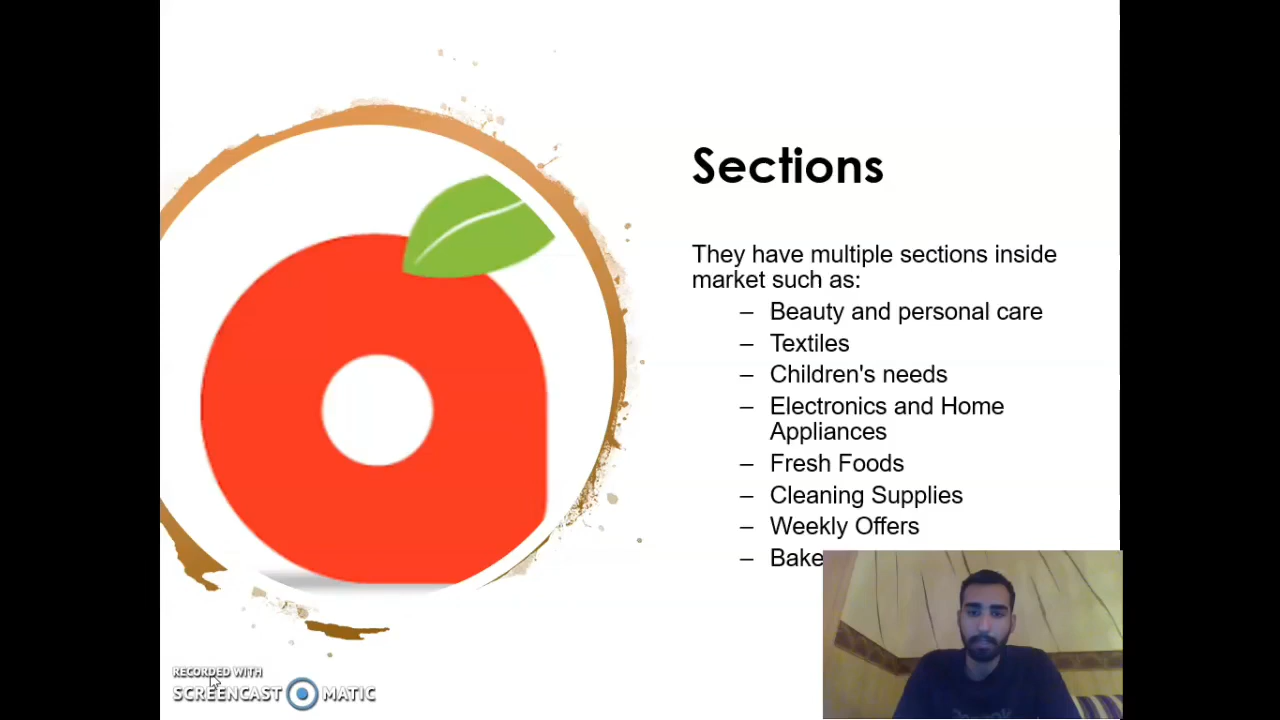 Sections
They have multiple sections inside
market such as:
– Beauty and personal care
– Textiles
– Children's needs
– Electronics and Home
Appliances
– Fresh Foods
– Cleaning Supplies
– Weekly Offers
–
RECORDED WITH
SCREENCAST MATIC